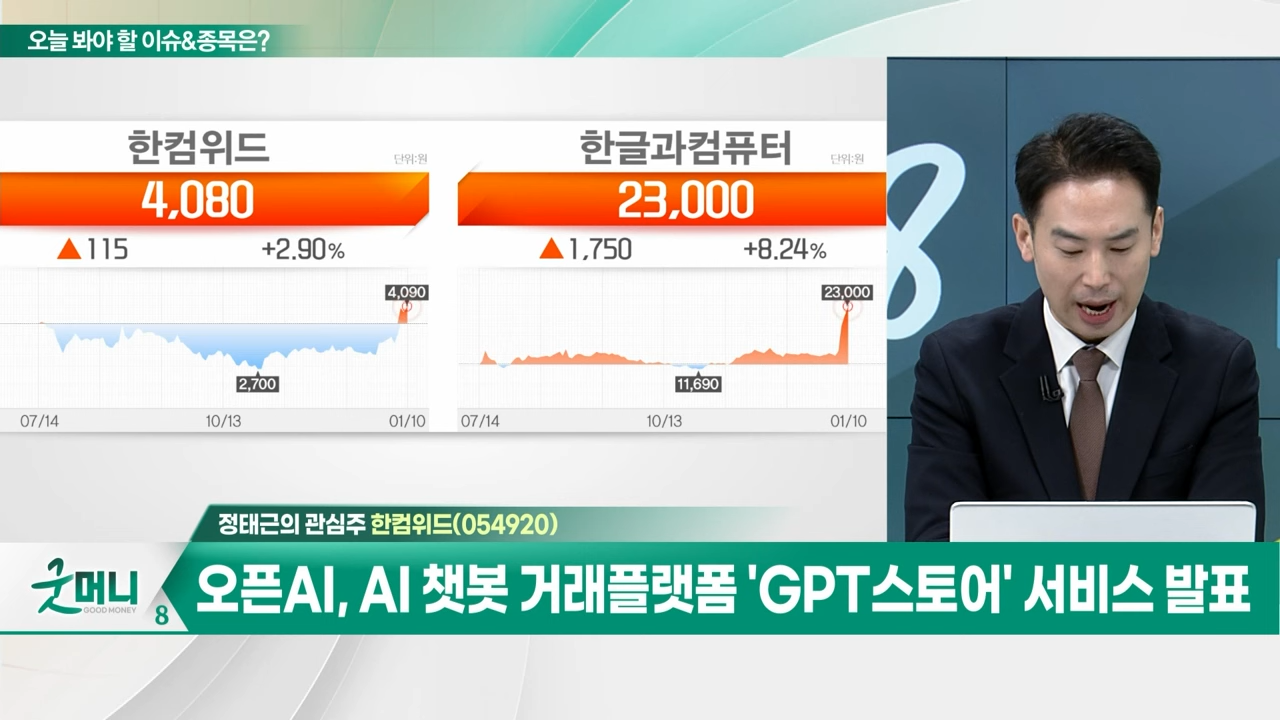 오늘 봐야 할 이슈&종목은?
한컴위드
단위:원
4,080
▲115 +2.90%
4,090
2,700
07/14 10/13 01/10
한글과컴퓨터
단위:원
23,000
▲1,750 +8.24%
23,000
11,690
07/14 10/13 01/10
8
정태근의 관심주 한컴위드(054920)
굿머니
GOOD MONEY
8
오픈AI, AI 챗봇 거래플랫폼 'GPT스토어' 서비스 발표